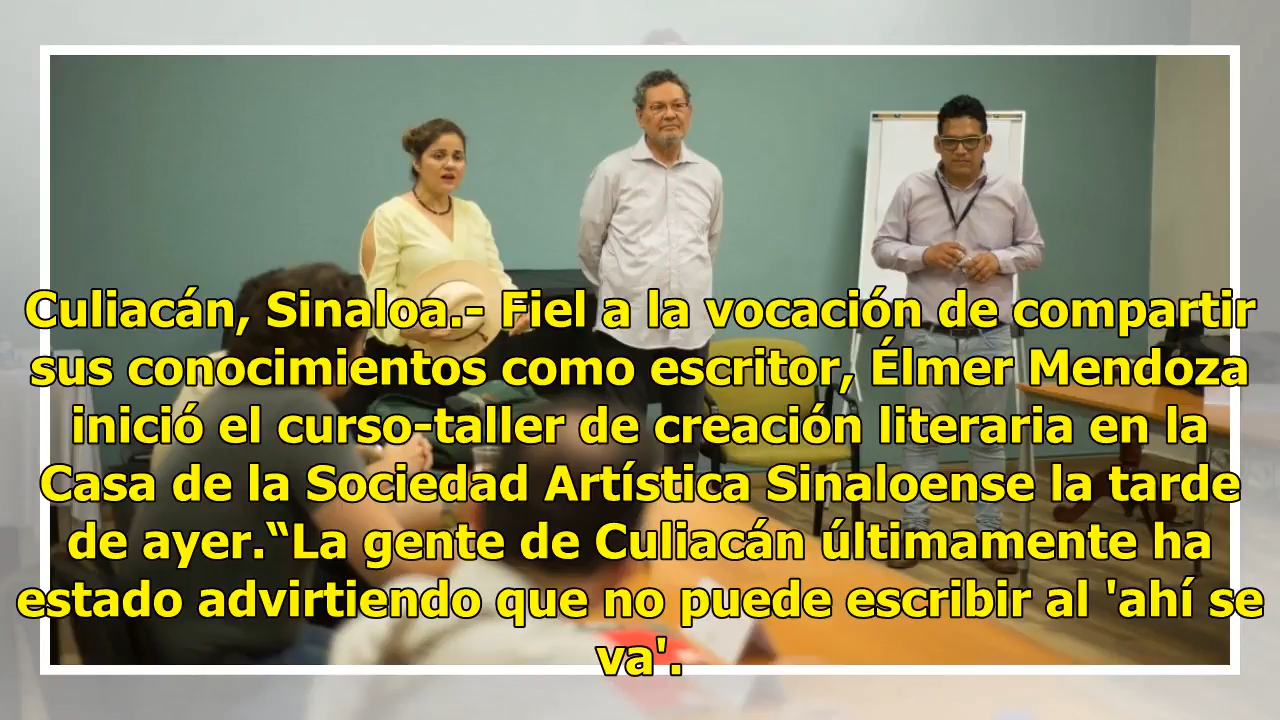 Culiacán, Sinaloa.- Fiel a la vocación de compartir
sus conocimientos como escritor, Élmer Mendoza
inició el curso-taller de creación literaria en la
Casa de la Sociedad Artística Sinaloense la tarde
de ayer.“La gente de Culiacán últimamente ha
estado advirtiendo que no puede escribir al 'ahí se
va'.